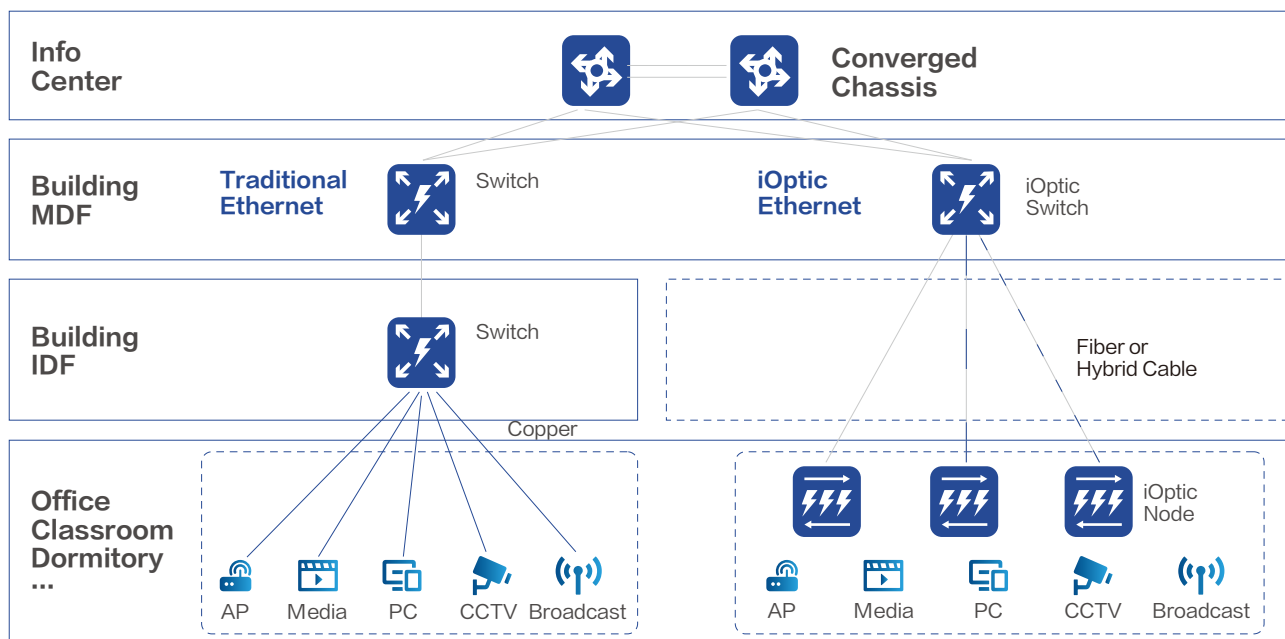 Info
Center
Converged
Chassis
Building
MDF
Traditional
Ethernet
Switch
iOptic
Ethernet
iOptic
Switch
Building
IDF
Switch
Fiber or
Hybrid Cable
Copper
Office
Classroom
Dormitory
...
iOptic
Node
AP
Media
PC
CCTV
Broadcast
AP
Media
PC
CCTV
Broadcast